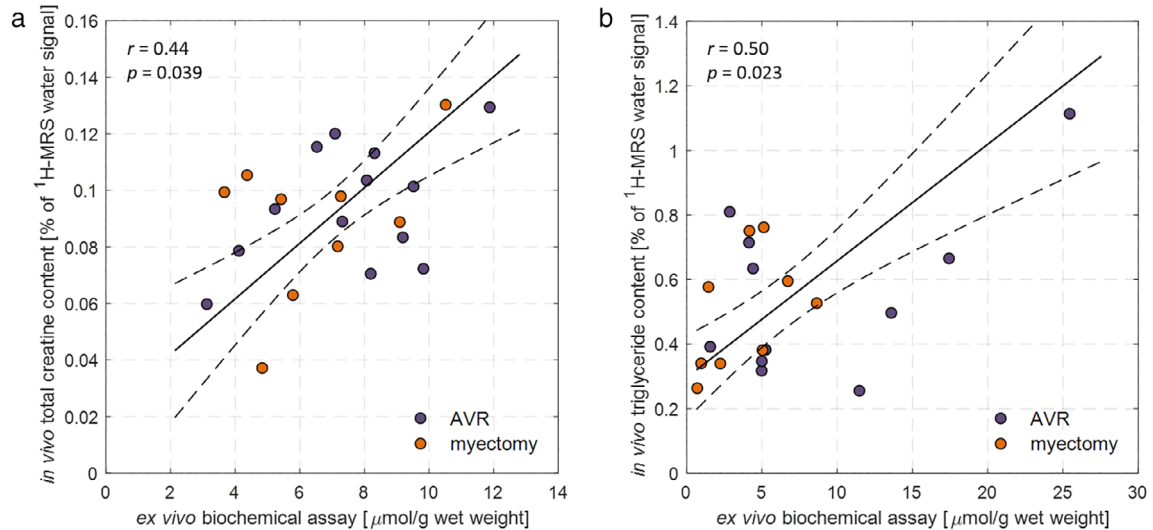 a
r = 0.44
p = 0.039
in vivo total creatine content [% of ¹H-MRS water signal]
0.16
0.14
0.12
0.1
0.08
0.06
0.04
0.02
0
0 2 4 6 8 10 12 14
AVR
myectomy
ex vivo biochemical assay [μmol/g wet weight]
b
r = 0.50
p = 0.023
in vivo triglyceride content [% of ¹H-MRS water signal]
1.4
1.2
1
0.8
0.6
0.4
0.2
0
0 5 10 15 20 25 30
AVR
myectomy
ex vivo biochemical assay [μmol/g wet weight]